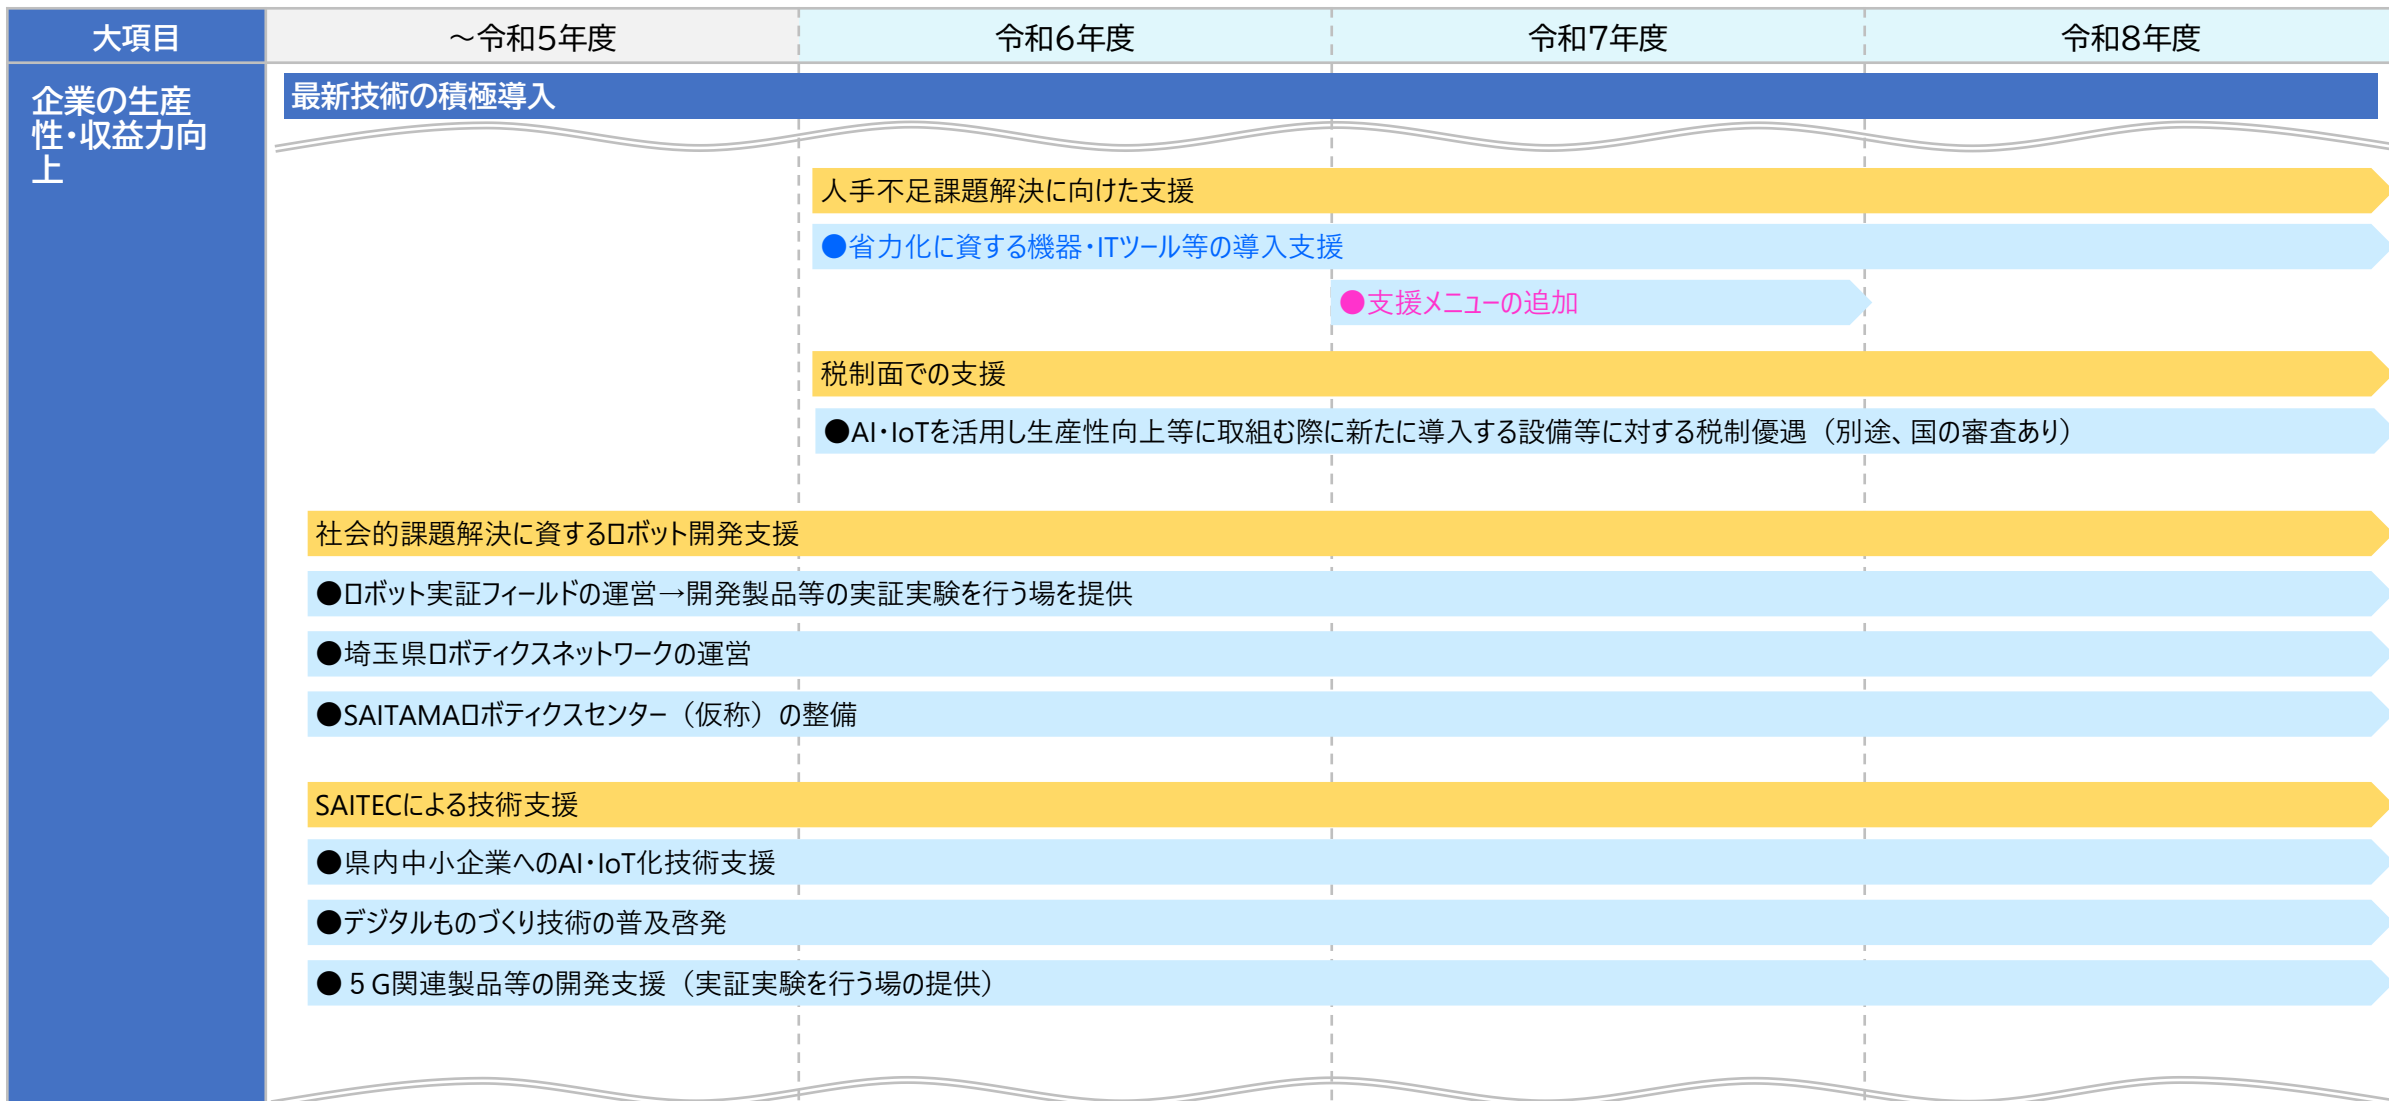 大項目
～令和5年度
令和6年度
令和7年度
令和8年度
企業の生産
性・収益力向
上
最新技術の積極導入
人手不足課題解決に向けた支援
●省力化に資する機器・ITツール等の導入支援
●支援メニューの追加
税制面での支援
●AI・IoTを活用し生産性向上等に取組む際に新たに導入する設備等に対する税制優遇（別途、国の審査あり）
社会的課題解決に資するロボット開発支援
●ロボット実証フィールドの運営→開発製品等の実証実験を行う場を提供
●埼玉県ロボティクスネットワークの運営
●SAITAMAロボティクスセンター（仮称）の整備
SAITECによる技術支援
●県内中小企業へのAI・IoT化技術支援
●デジタルものづくり技術の普及啓発
●５G関連製品等の開発支援（実証実験を行う場の提供）